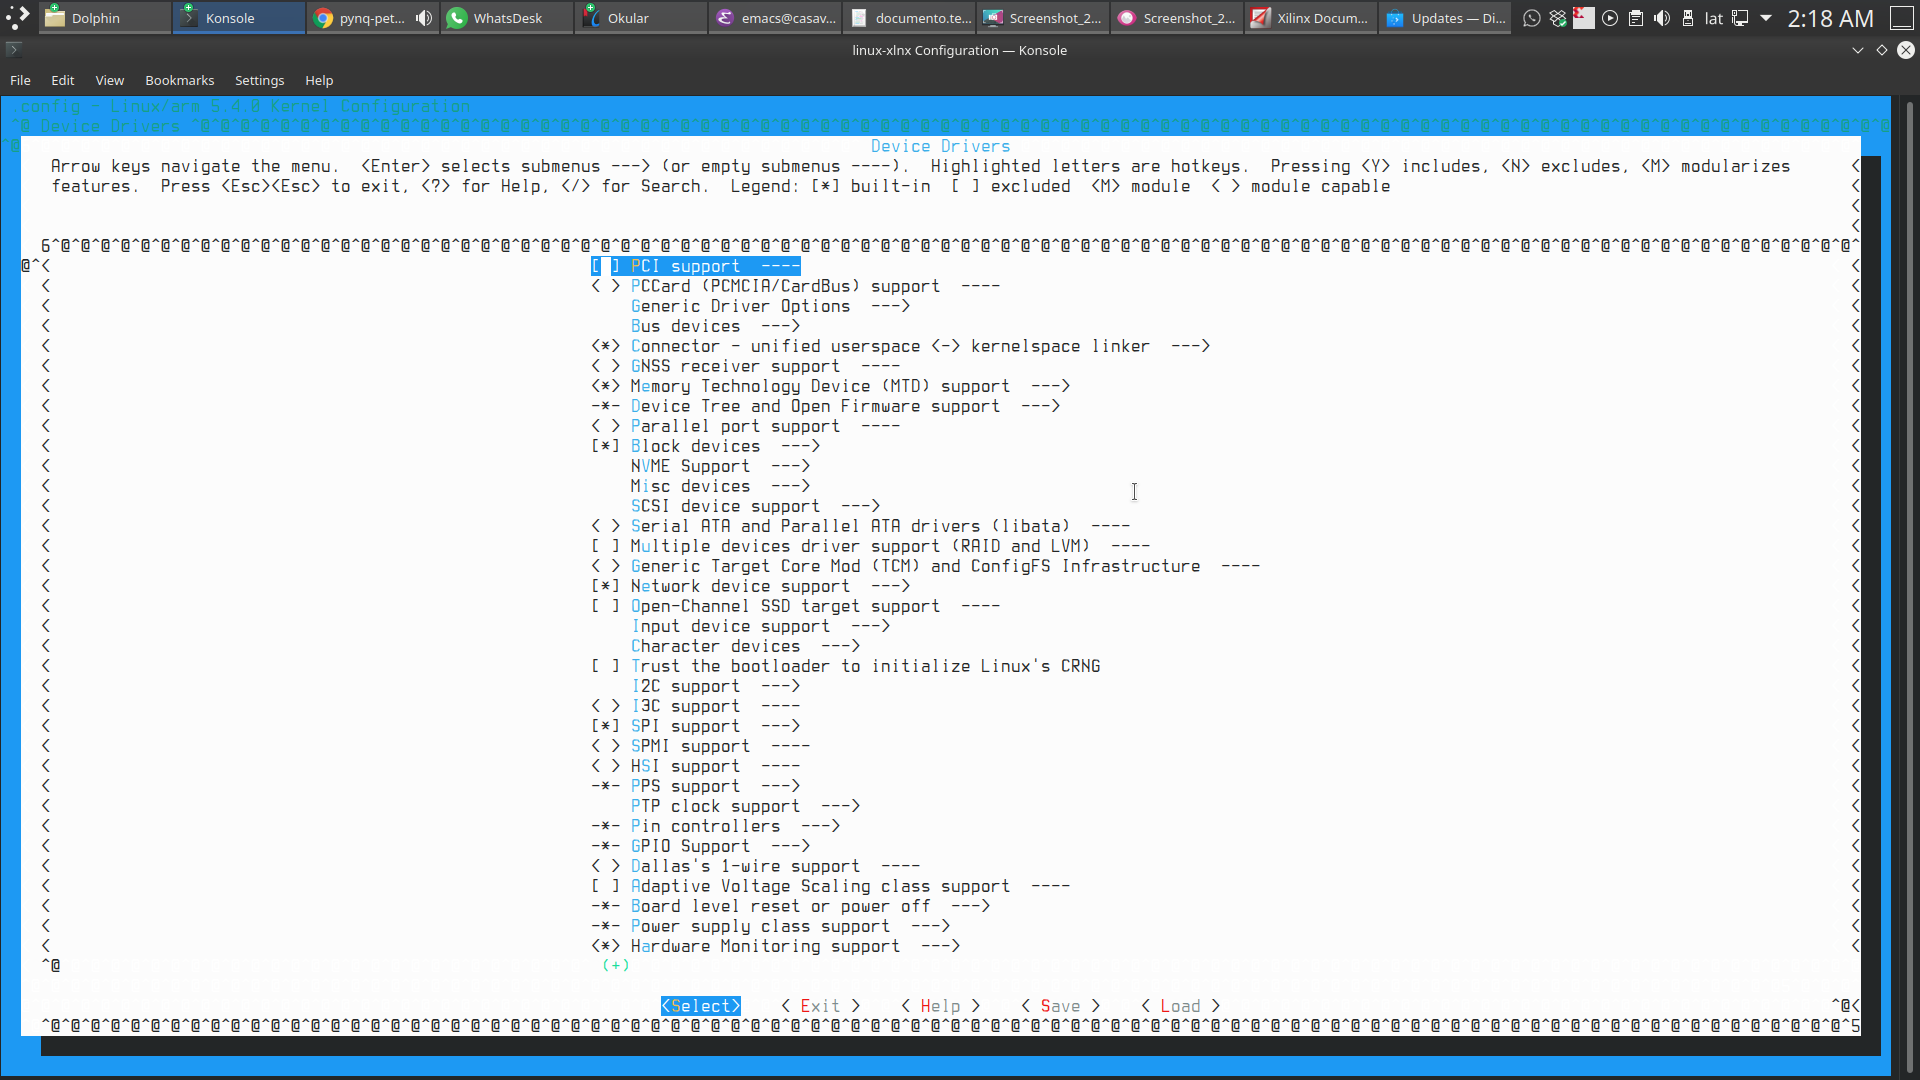 Dolphin
Konsole
pynq-pet...
WhatsDesk
Okular
emacs@casav...
documento.te...
Screenshot_2...
Screenshot_2...
Xilinx Docum...
Updates — Di...
lat
2:18 AM
linux-xlnx Configuration — Konsole
File Edit View Bookmarks Settings Help
.config - Linux/arm 5.4.0 Kernel Configuration
Device Drivers
Device Drivers
Arrow keys navigate the menu.  <Enter> selects submenus ---> (or empty submenus ----).  Highlighted letters are hotkeys.  Pressing <Y> includes, <N> excludes, <M> modularizes
features.  Press <Esc><Esc> to exit, <?> for Help, </> for Search.  Legend: [*] built-in  [ ] excluded  <M> module  < > module capable
[ ] PCI support  ----
< > PCCard (PCMCIA/CardBus) support  ----
Generic Driver Options  --->
Bus devices  --->
<*> Connector - unified userspace <-> kernelspace linker  --->
< > GNSS receiver support  ----
<*> Memory Technology Device (MTD) support  --->
-*- Device Tree and Open Firmware support  --->
< > Parallel port support  ----
[*] Block devices  --->
NVME Support  --->
Misc devices  --->
SCSI device support  --->
< > Serial ATA and Parallel ATA drivers (libata)  ----
[ ] Multiple devices driver support (RAID and LVM)  ----
< > Generic Target Core Mod (TCM) and ConfigFS Infrastructure  ----
[*] Network device support  --->
[ ] Open-Channel SSD target support  ----
Input device support  --->
Character devices  --->
[ ] Trust the bootloader to initialize Linux's CRNG
I2C support  --->
< > I3C support  ----
[*] SPI support  --->
< > SPMI support  ----
< > HSI support  ----
-*- PPS support  --->
PTP clock support  --->
-*- Pin controllers  --->
-*- GPIO Support  --->
< > Dallas's 1-wire support  ----
[ ] Adaptive Voltage Scaling class support  ----
-*- Board level reset or power off  --->
-*- Power supply class support  --->
<*> Hardware Monitoring support  --->
^@ (+)
<Select>    < Exit >    < Help >    < Save >    < Load >